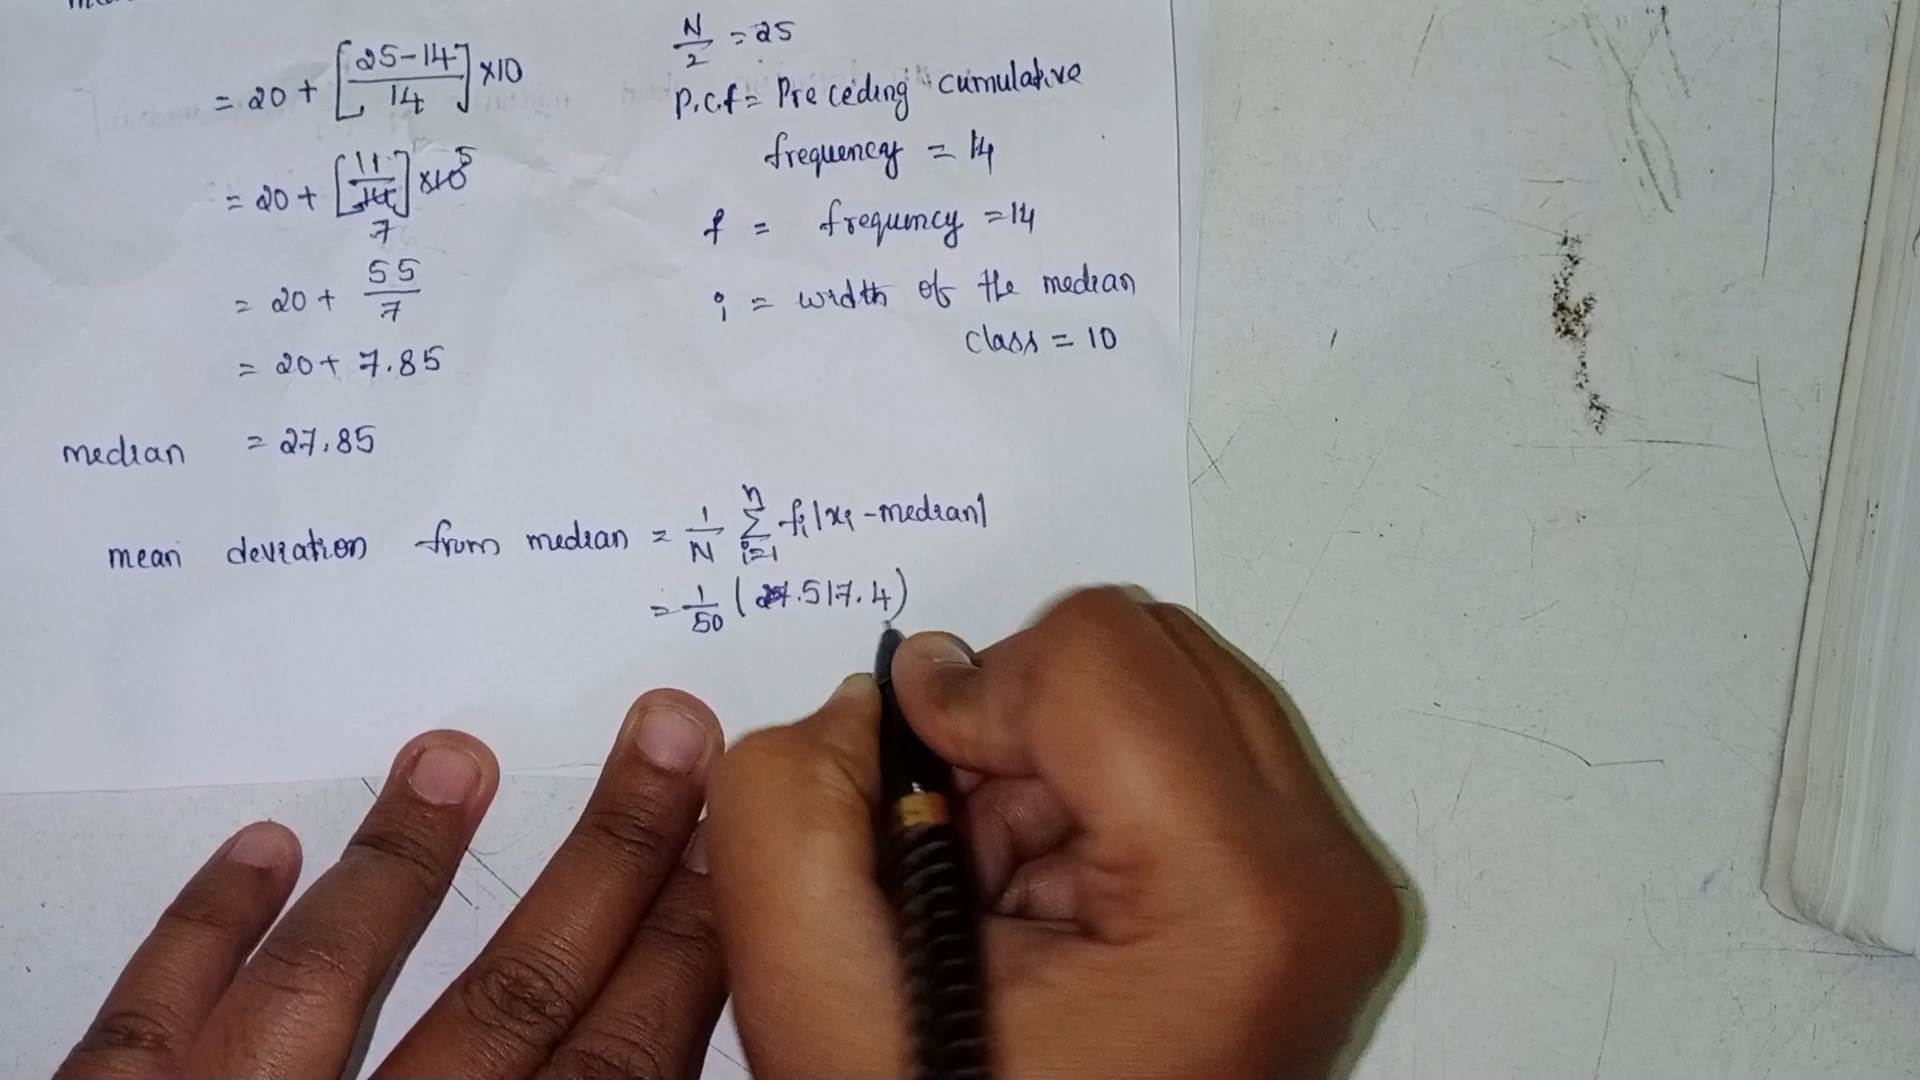 = 20 + [25-14/14] ×10
= 20 + [11/14] ×10 5
7
= 20 + 55/7
= 20 + 7.85
median = 27.85
N/2 = 25
P.c.f = Preceding cumulative
frequency = 14
f = frequency = 14
i = width of the median
class = 10
mean deviation from median = 1/N n Σ i=1 fi|xi - median|
= 1/50 ( .517.4)